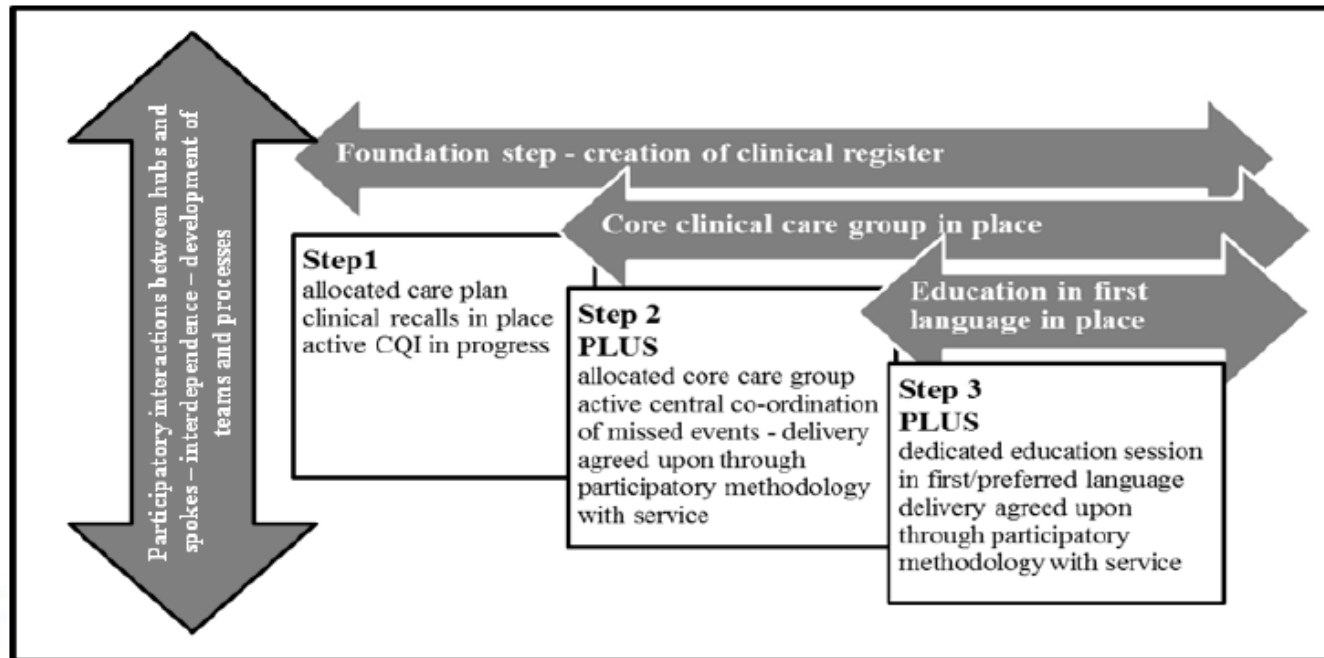 Participatory interactions between hubs and
spokes – interdependence – development of
teams and processes
Foundation step - creation of clinical register
Core clinical care group in place
Education in first
language in place
Step1
allocated care plan
clinical recalls in place
active CQI in progress
Step 2
PLUS
allocated core care group
active central co-ordination
of missed events - delivery
agreed upon through
participatory methodology
with service
Step 3
PLUS
dedicated education session
in first/preferred language
delivery agreed upon
through participatory
methodology with service